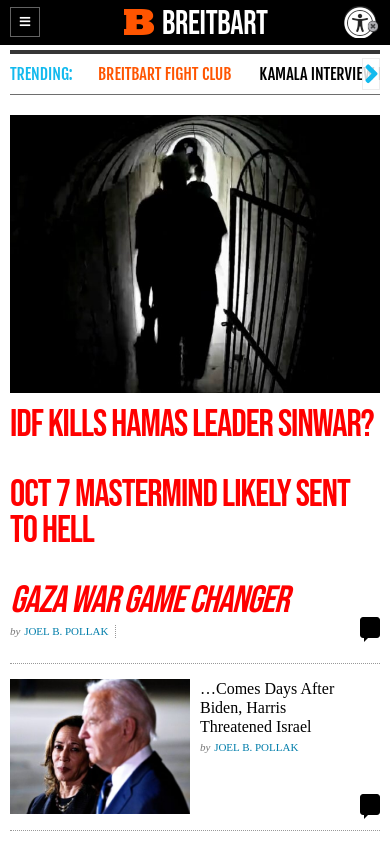 B BREITBART
TRENDING: BREITBART FIGHT CLUB KAMALA INTERVIE
IDF KILLS HAMAS LEADER SINWAR?
OCT 7 MASTERMIND LIKELY SENT
TO HELL
GAZA WAR GAME CHANGER
by JOEL B. POLLAK
…Comes Days After
Biden, Harris
Threatened Israel
by JOEL B. POLLAK